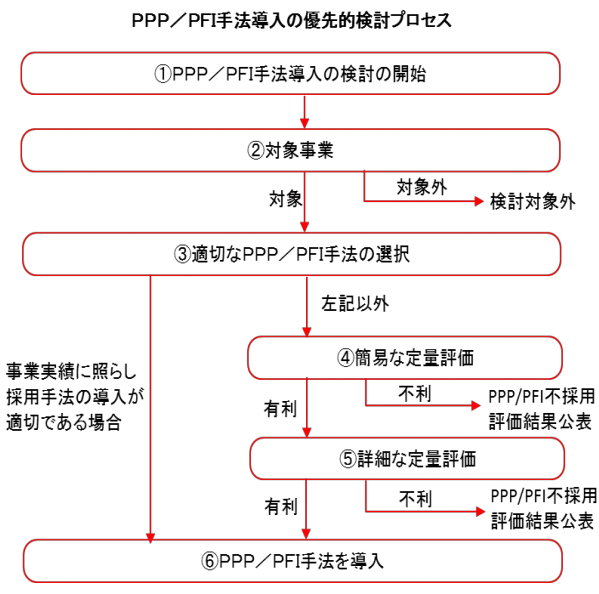 PPP／PFI手法導入の優先的検討プロセス
①PPP／PFI手法導入の検討の開始
②対象事業
対象
対象外
検討対象外
③適切なPPP／PFI手法の選択
左記以外
事業実績に照らし
採用手法の導入が
適切である場合
④簡易な定量評価
有利
不利
PPP/PFI不採用
評価結果公表
⑤詳細な定量評価
有利
不利
PPP/PFI不採用
評価結果公表
⑥PPP／PFI手法を導入